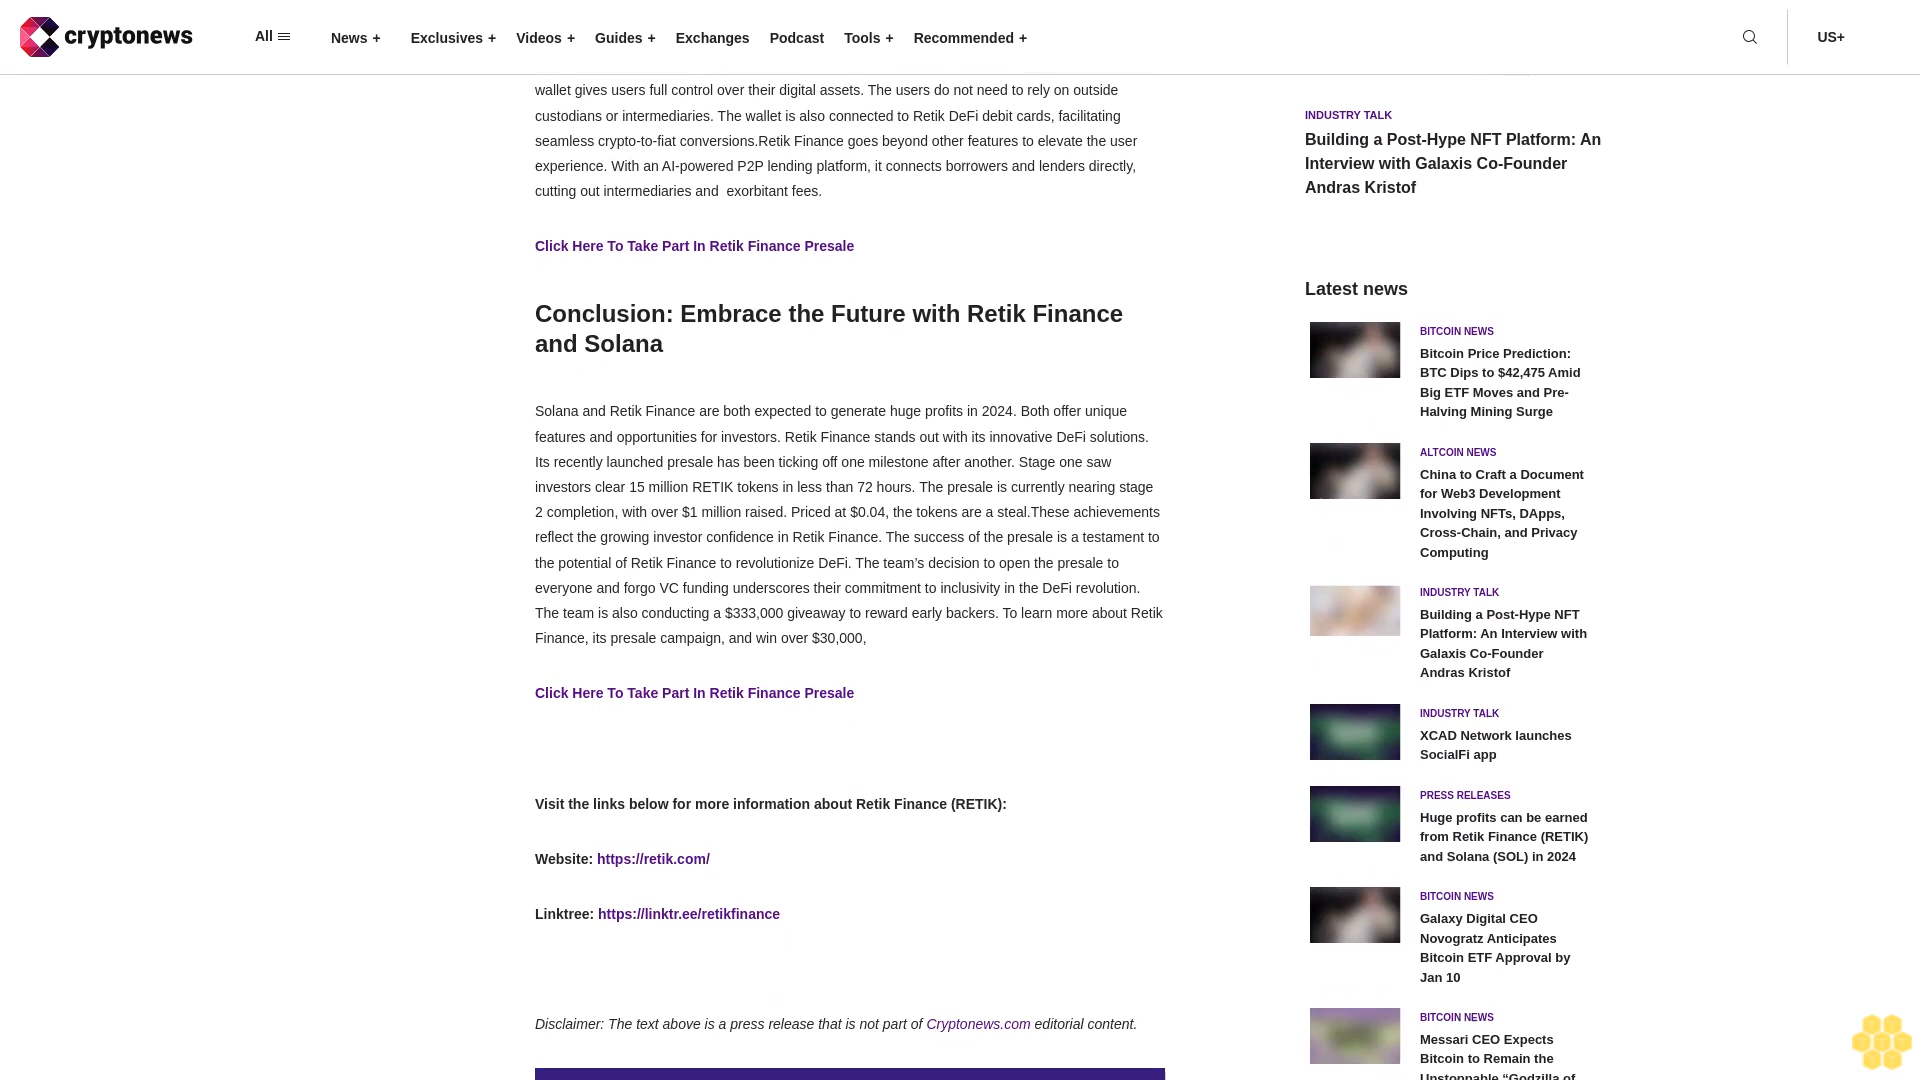 cryptonews
All
News +
Exclusives +
Videos +
Guides +
Exchanges
Podcast
Tools +
Recommended +
US+
wallet gives users full control over their digital assets. The users do not need to rely on outside
custodians or intermediaries. The wallet is also connected to Retik DeFi debit cards, facilitating
seamless crypto-to-fiat conversions.Retik Finance goes beyond other features to elevate the user
experience. With an AI-powered P2P lending platform, it connects borrowers and lenders directly,
cutting out intermediaries and  exorbitant fees.
Click Here To Take Part In Retik Finance Presale
Conclusion: Embrace the Future with Retik Finance
and Solana
Solana and Retik Finance are both expected to generate huge profits in 2024. Both offer unique
features and opportunities for investors. Retik Finance stands out with its innovative DeFi solutions.
Its recently launched presale has been ticking off one milestone after another. Stage one saw
investors clear 15 million RETIK tokens in less than 72 hours. The presale is currently nearing stage
2 completion, with over $1 million raised. Priced at $0.04, the tokens are a steal.These achievements
reflect the growing investor confidence in Retik Finance. The success of the presale is a testament to
the potential of Retik Finance to revolutionize DeFi. The team’s decision to open the presale to
everyone and forgo VC funding underscores their commitment to inclusivity in the DeFi revolution.
The team is also conducting a $333,000 giveaway to reward early backers. To learn more about Retik
Finance, its presale campaign, and win over $30,000,
Click Here To Take Part In Retik Finance Presale
Visit the links below for more information about Retik Finance (RETIK):
Website: https://retik.com/
Linktree: https://linktr.ee/retikfinance
Disclaimer: The text above is a press release that is not part of Cryptonews.com editorial content.
INDUSTRY TALK
Building a Post-Hype NFT Platform: An
Interview with Galaxis Co-Founder
Andras Kristof
Latest news
BITCOIN NEWS
Bitcoin Price Prediction:
BTC Dips to $42,475 Amid
Big ETF Moves and Pre-
Halving Mining Surge
ALTCOIN NEWS
China to Craft a Document
for Web3 Development
Involving NFTs, DApps,
Cross-Chain, and Privacy
Computing
INDUSTRY TALK
Building a Post-Hype NFT
Platform: An Interview with
Galaxis Co-Founder
Andras Kristof
INDUSTRY TALK
XCAD Network launches
SocialFi app
PRESS RELEASES
Huge profits can be earned
from Retik Finance (RETIK)
and Solana (SOL) in 2024
BITCOIN NEWS
Galaxy Digital CEO
Novogratz Anticipates
Bitcoin ETF Approval by
Jan 10
BITCOIN NEWS
Messari CEO Expects
Bitcoin to Remain the
Unstoppable “Godzilla of